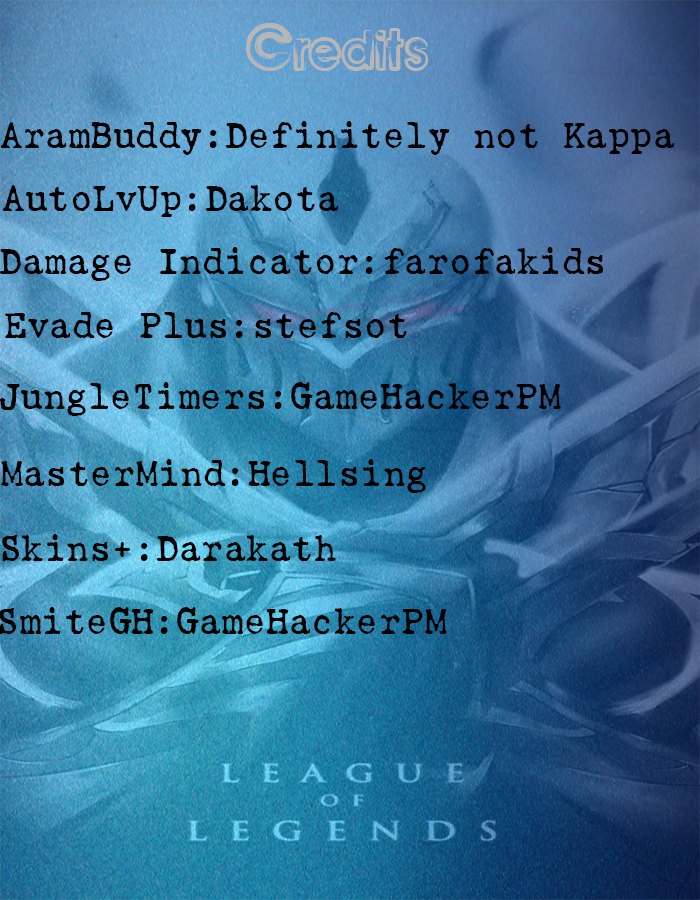 Credits
AramBuddy:Definitely not Kappa
AutoLvUp:Dakota
Damage Indicator:farofakids
Evade Plus:stefsot
JungleTimers:GameHackerPM
MasterMind:Hellsing
Skins+:Darakath
SmiteGH:GameHackerPM
LEAGUE
OF
LEGENDS